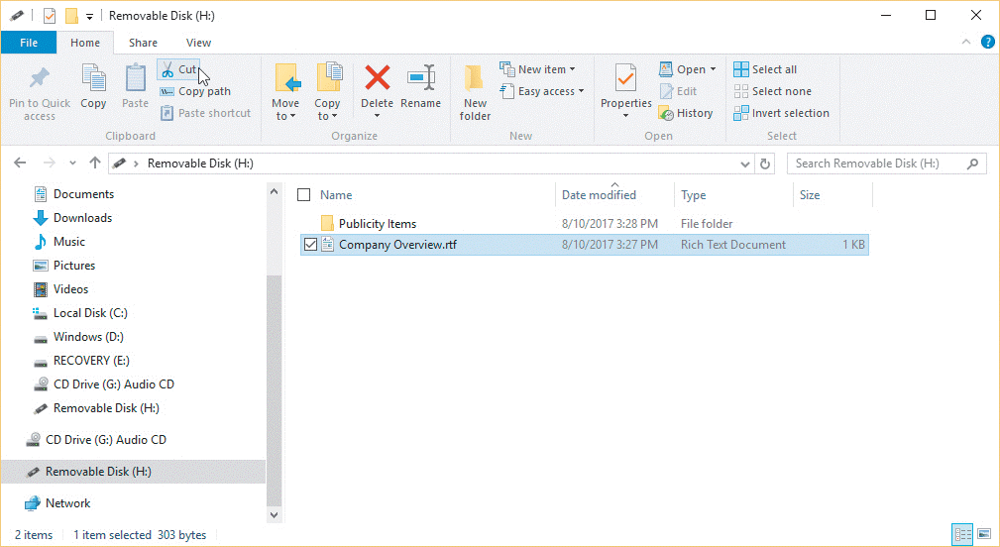 Removable Disk (H:)
File Home Share View
Pin to Quick access
Copy
Paste
Cut
Copy path
Paste shortcut
Clipboard
Move to
Copy to
Delete
Rename
Organize
New folder
New item
Easy access
New
Properties
Open
Edit
History
Open
Select all
Select none
Invert selection
Select
Removable Disk (H:)
Search Removable Disk (H:)
Documents
Downloads
Music
Pictures
Videos
Local Disk (C:)
Windows (D:)
RECOVERY (E:)
CD Drive (G:) Audio CD
Removable Disk (H:)
CD Drive (G:) Audio CD
Removable Disk (H:)
Network
Name Date modified Type Size
Publicity Items 8/10/2017 3:28 PM File folder
Company Overview.rtf 8/10/2017 3:27 PM Rich Text Document 1 KB
2 items 1 item selected 303 bytes